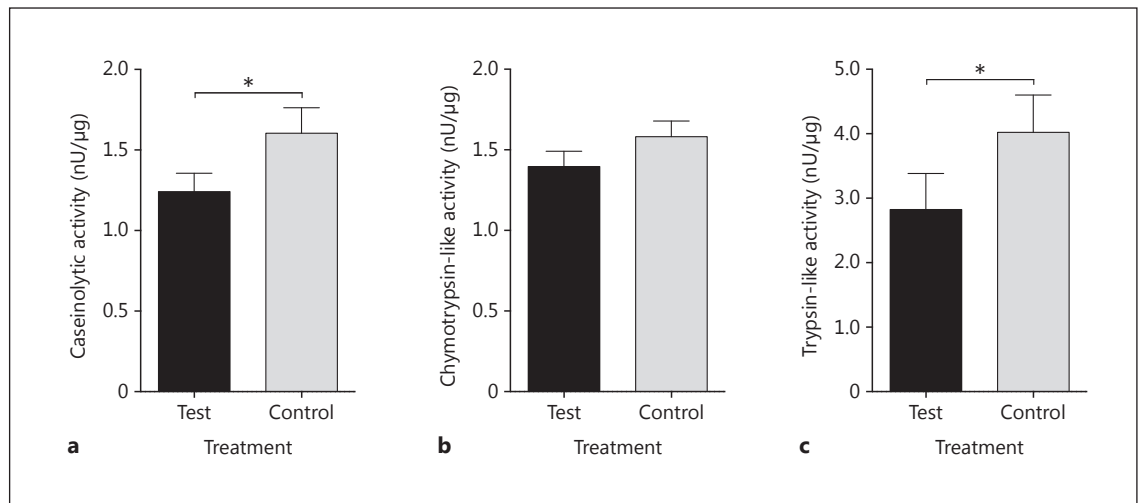 2.0
1.5
1.0
0.5
0
Caseinolytic activity (nU/µg)
*
Test
Control
a
Treatment
2.0
1.5
1.0
0.5
0
Chymotrypsin-like activity (nU/µg)
Test
Control
b
Treatment
5.0
4.0
3.0
2.0
1.0
0
Trypsin-like activity (nU/µg)
*
Test
Control
c
Treatment